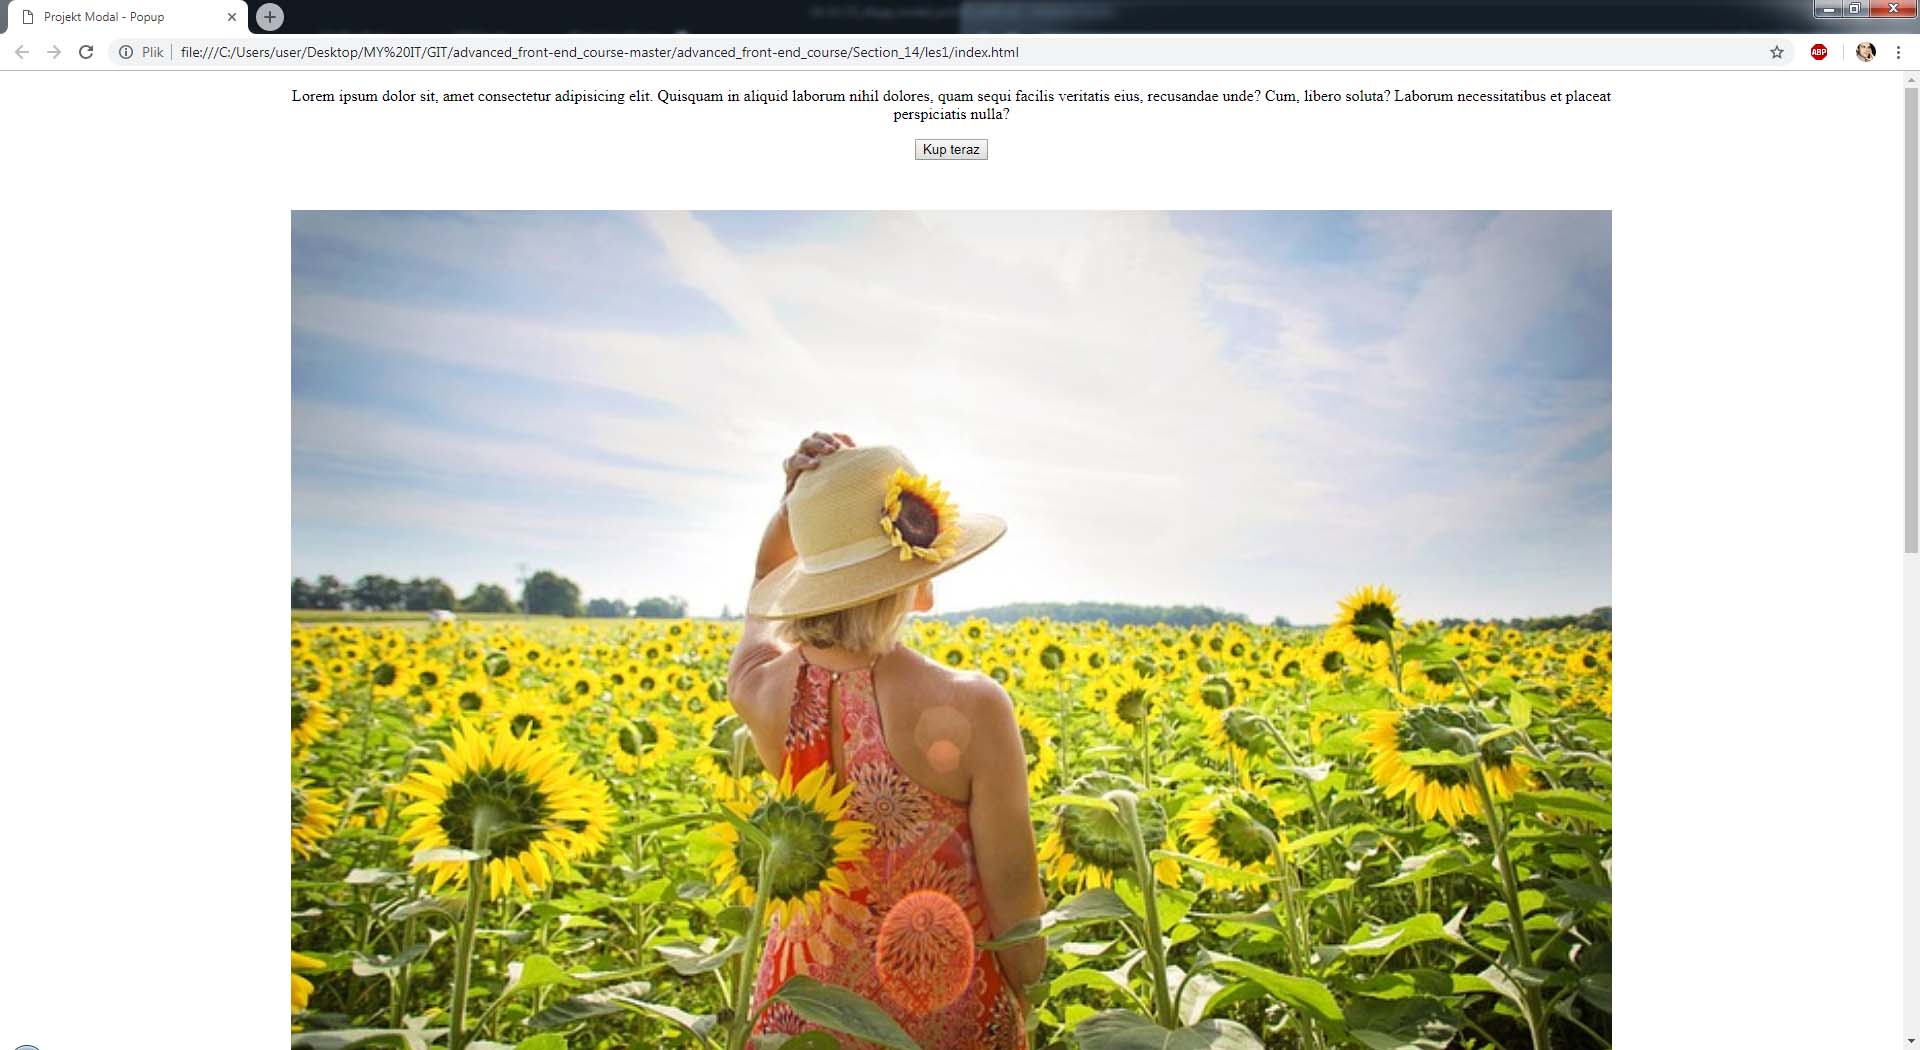 Projekt Modal - Popup
Plik file:///C:/Users/user/Desktop/MY%20IT/GIT/advanced_front-end_course-master/advanced_front-end_course/Section_14/les1/index.html
ABP
Lorem ipsum dolor sit, amet consectetur adipisicing elit. Quisquam in aliquid laborum nihil dolores, quam sequi facilis veritatis eius, recusandae unde? Cum, libero soluta? Laborum necessitatibus et placeat
perspiciatis nulla?
Kup teraz